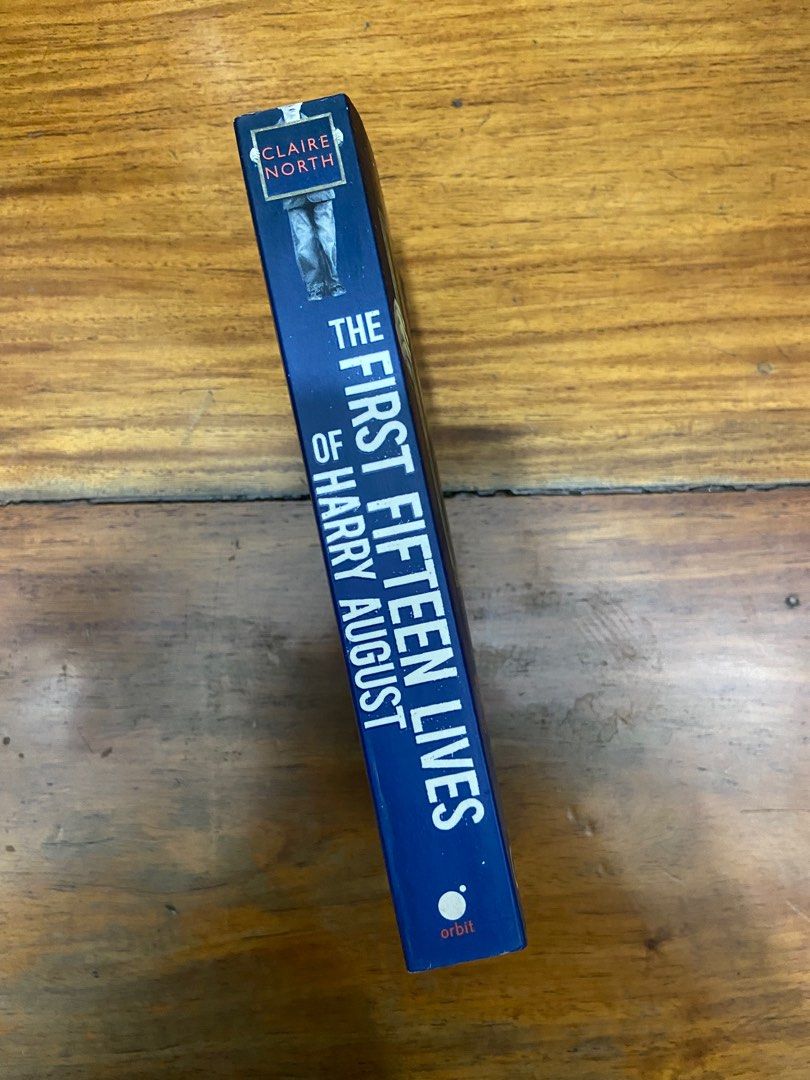 CLAIRE
NORTH
THE FIRST FIFTEEN LIVES
OF HARRY AUGUST
orbit